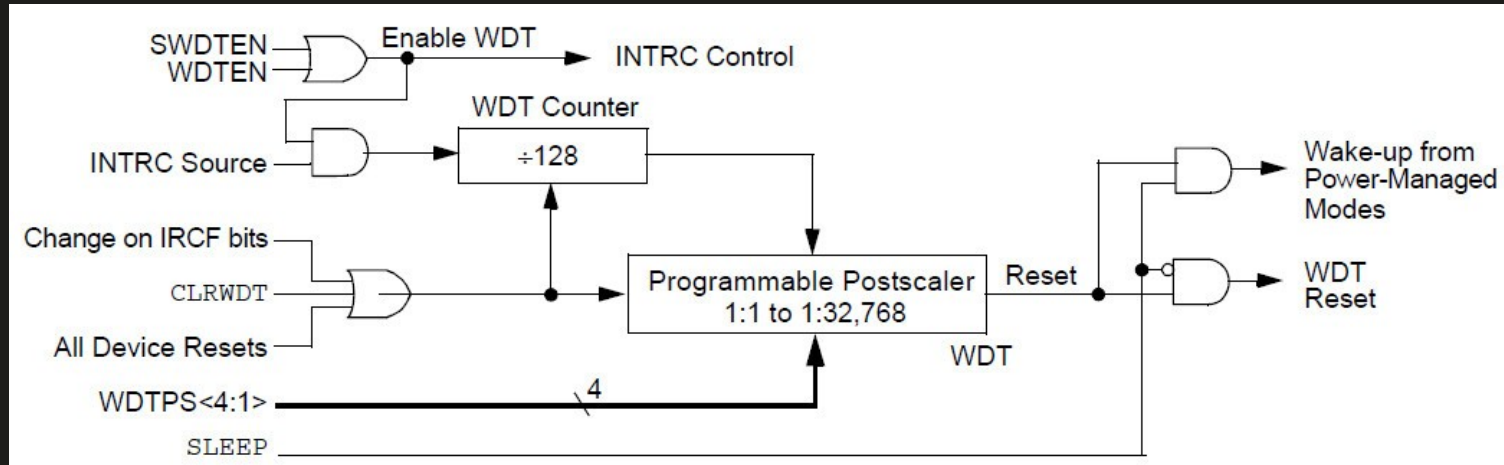 SWDTEN
WDTEN
Enable WDT
INTRC Control
WDT Counter
÷128
INTRC Source
Wake-up from
Power-Managed
Modes
Change on IRCF bits
CLRWDT
All Device Resets
Programmable Postscaler
1:1 to 1:32,768
Reset
WDT
Reset
WDT
WDTPS<4:1>
4
SLEEP